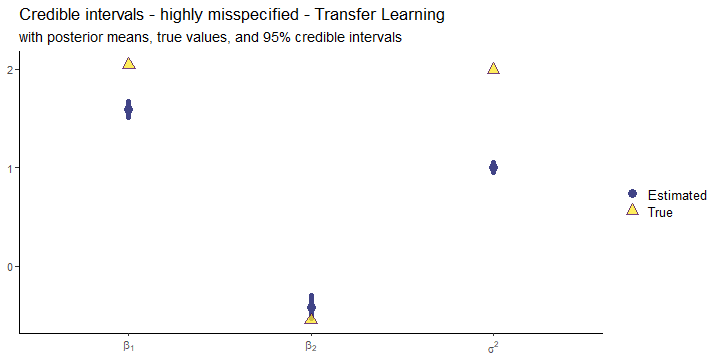 Credible intervals - highly misspecified - Transfer Learning
with posterior means, true values, and 95% credible intervals
2
1
0
β₁
β₂
σ²
Estimated
True